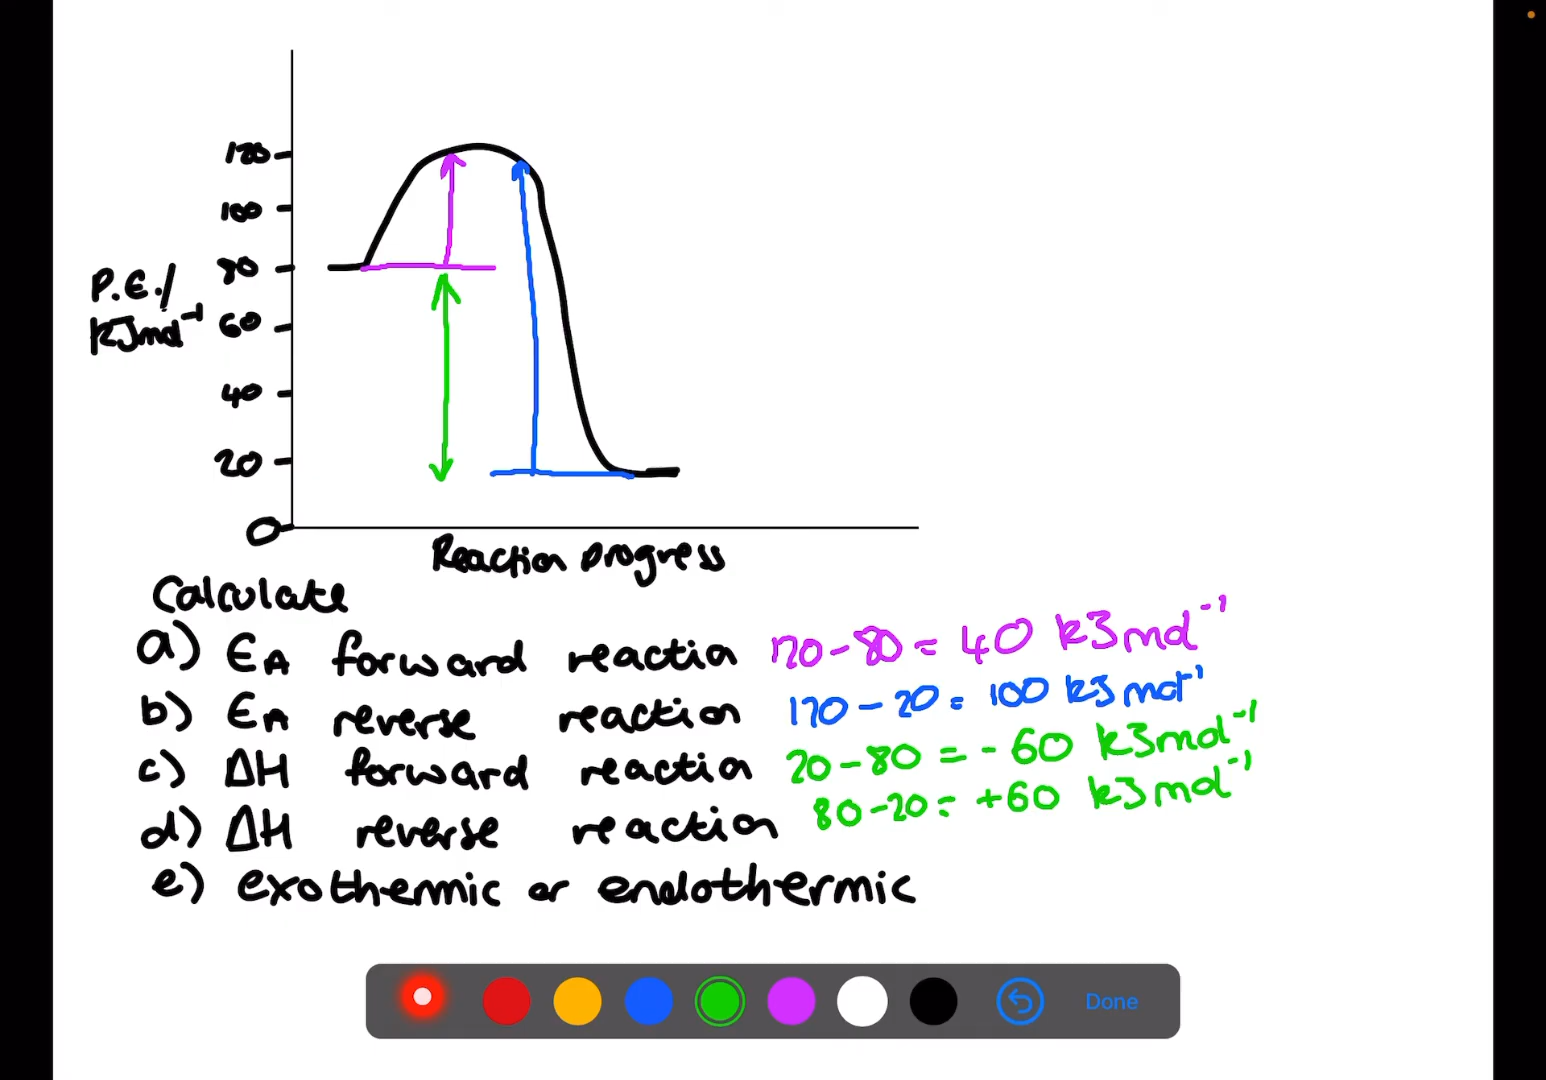 120
100
80
P.E./
kJmol⁻¹
60
40
20
0
Reaction progress
Calculate
a) EA forward reaction 120-80 = 40 kJmol⁻¹
b) EA reverse reaction 120-20 = 100 kJmol⁻¹
c) ΔH forward reaction 20-80 = -60 kJmol⁻¹
d) ΔH reverse reaction 80-20 = +60 kJmol⁻¹
e) exothermic or endothermic
Done